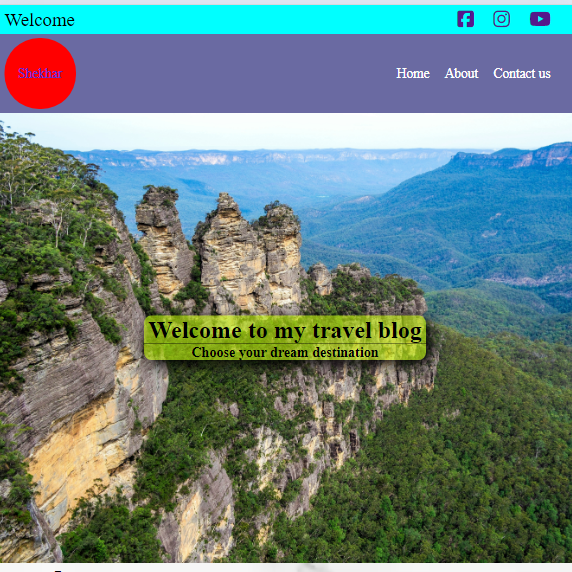 Welcome
Shekhar
Home About Contact us
Welcome to my travel blog
Choose your dream destination